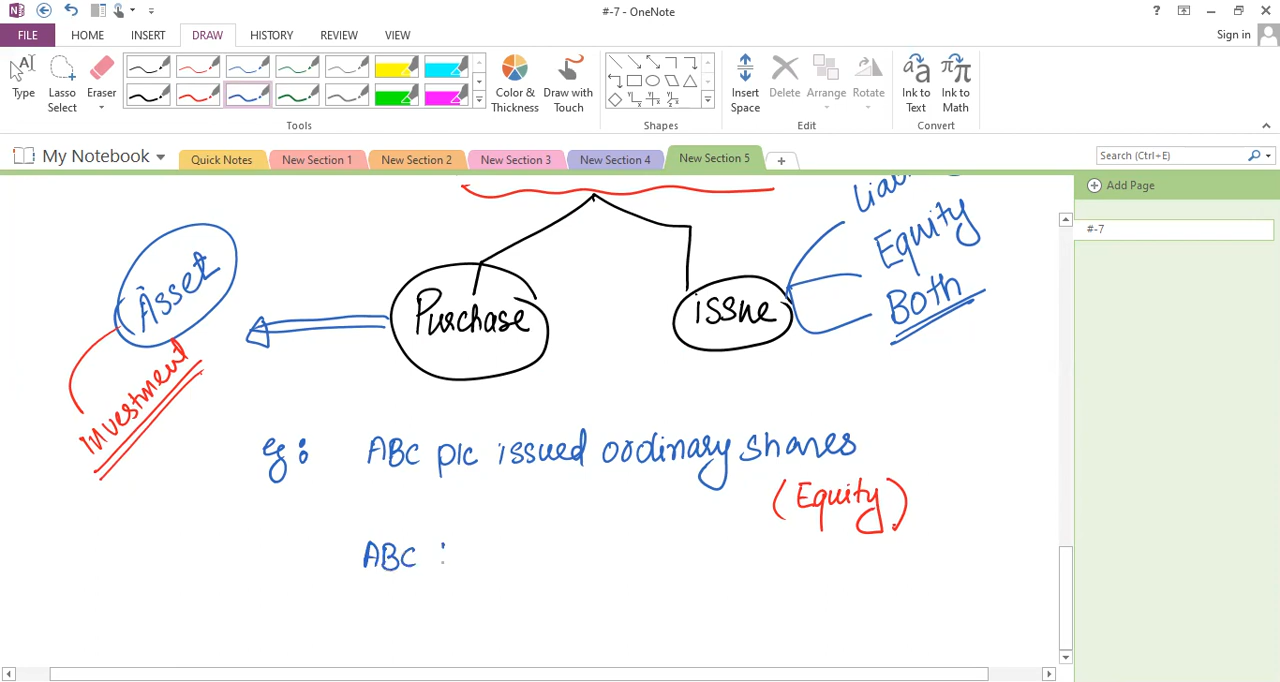 #-7 - OneNote
?
Sign in
FILE HOME INSERT DRAW HISTORY REVIEW VIEW
Type
Lasso Select
Eraser
Color & Thickness
Draw with Touch
Insert Space
Delete
Arrange
Rotate
Ink to Text
Ink to Math
Tools
Shapes
Edit
Convert
My Notebook
Quick Notes New Section 1 New Section 2 New Section 3 New Section 4 New Section 5
Search (Ctrl+E)
Add Page
#-7
Equity
Both
Asset
Investment
Purchase
issue
eg: ABC plc issued ordinary shares
(Equity)
ABC :